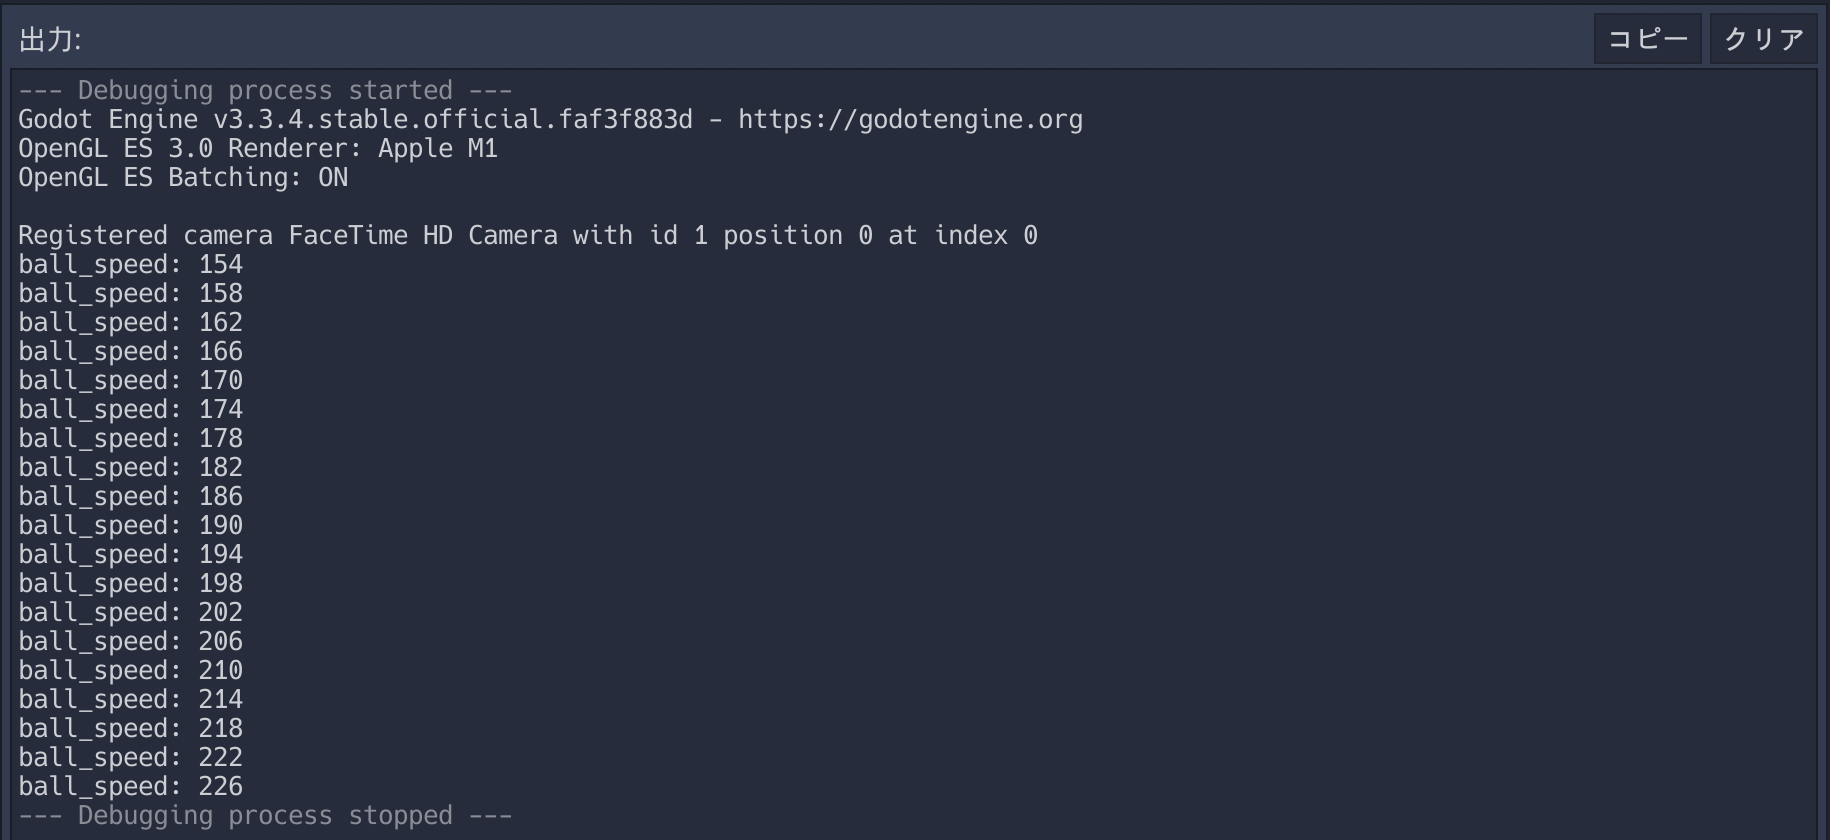 出力:
コピー
クリア
--- Debugging process started ---
Godot Engine v3.3.4.stable.official.faf3f883d - https://godotengine.org
OpenGL ES 3.0 Renderer: Apple M1
OpenGL ES Batching: ON
Registered camera FaceTime HD Camera with id 1 position 0 at index 0
ball_speed: 154
ball_speed: 158
ball_speed: 162
ball_speed: 166
ball_speed: 170
ball_speed: 174
ball_speed: 178
ball_speed: 182
ball_speed: 186
ball_speed: 190
ball_speed: 194
ball_speed: 198
ball_speed: 202
ball_speed: 206
ball_speed: 210
ball_speed: 214
ball_speed: 218
ball_speed: 222
ball_speed: 226
--- Debugging process stopped ---